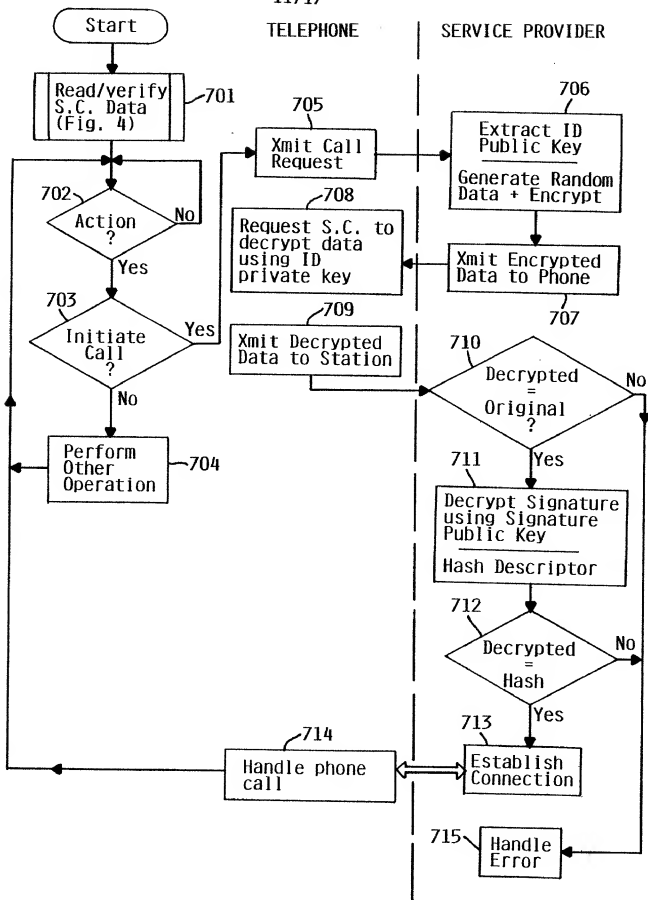 Start
TELEPHONE
SERVICE PROVIDER
Read/verify
S.C. Data
(Fig. 4)
701
702
Action
?
No
Yes
703
Initiate
Call
?
Yes
No
Perform
Other
Operation
704
705
Xmit Call
Request
706
Extract ID
Public Key
Generate Random
Data + Encrypt
708
Request S.C. to
decrypt data
using ID
private key
Xmit Encrypted
Data to Phone
707
709
Xmit Decrypted
Data to Station
710
Decrypted
=
Original
?
No
Yes
711
Decrypt Signature
using Signature
Public Key
Hash Descriptor
712
Decrypted
=
Hash
No
Yes
713
Establish
Connection
714
Handle phone
call
715
Handle
Error